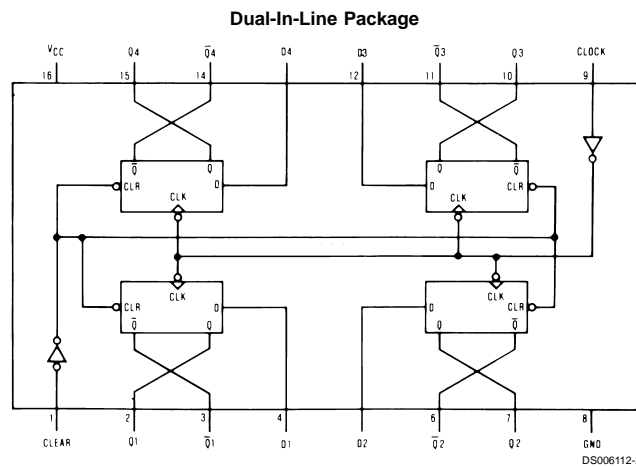 Dual-In-Line Package
VCC Q4 Q̅4 D4 D3 Q̅3 Q3 CLOCK
16 15 14 13 12 11 10 9
Q̅ Q Q Q̅
CLR D D CLR
CLK CLK
CLK CLK
CLR D D CLR
Q̅ Q Q Q̅
1 2 3 4 6 7 8
CLEAR Q1 Q̅1 D1 D2 Q̅2 Q2 GND
DS006112-